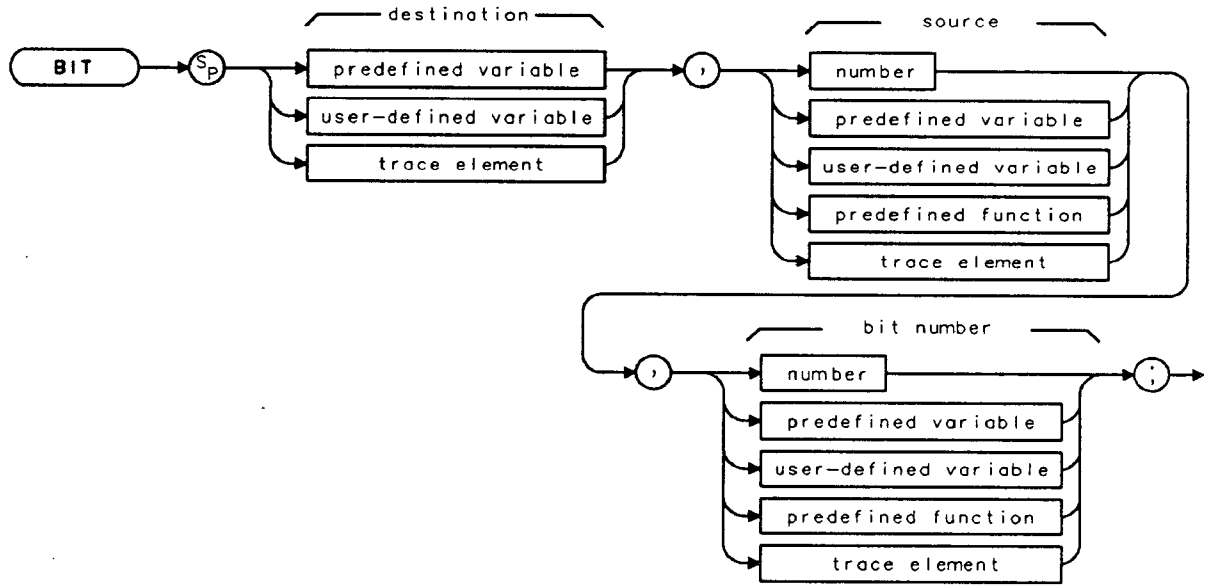 destination
source
BIT
SP
predefined variable
,
number
user-defined variable
predefined variable
trace element
user-defined variable
predefined function
trace element
bit number
,
number
;
predefined variable
user-defined variable
predefined function
trace element